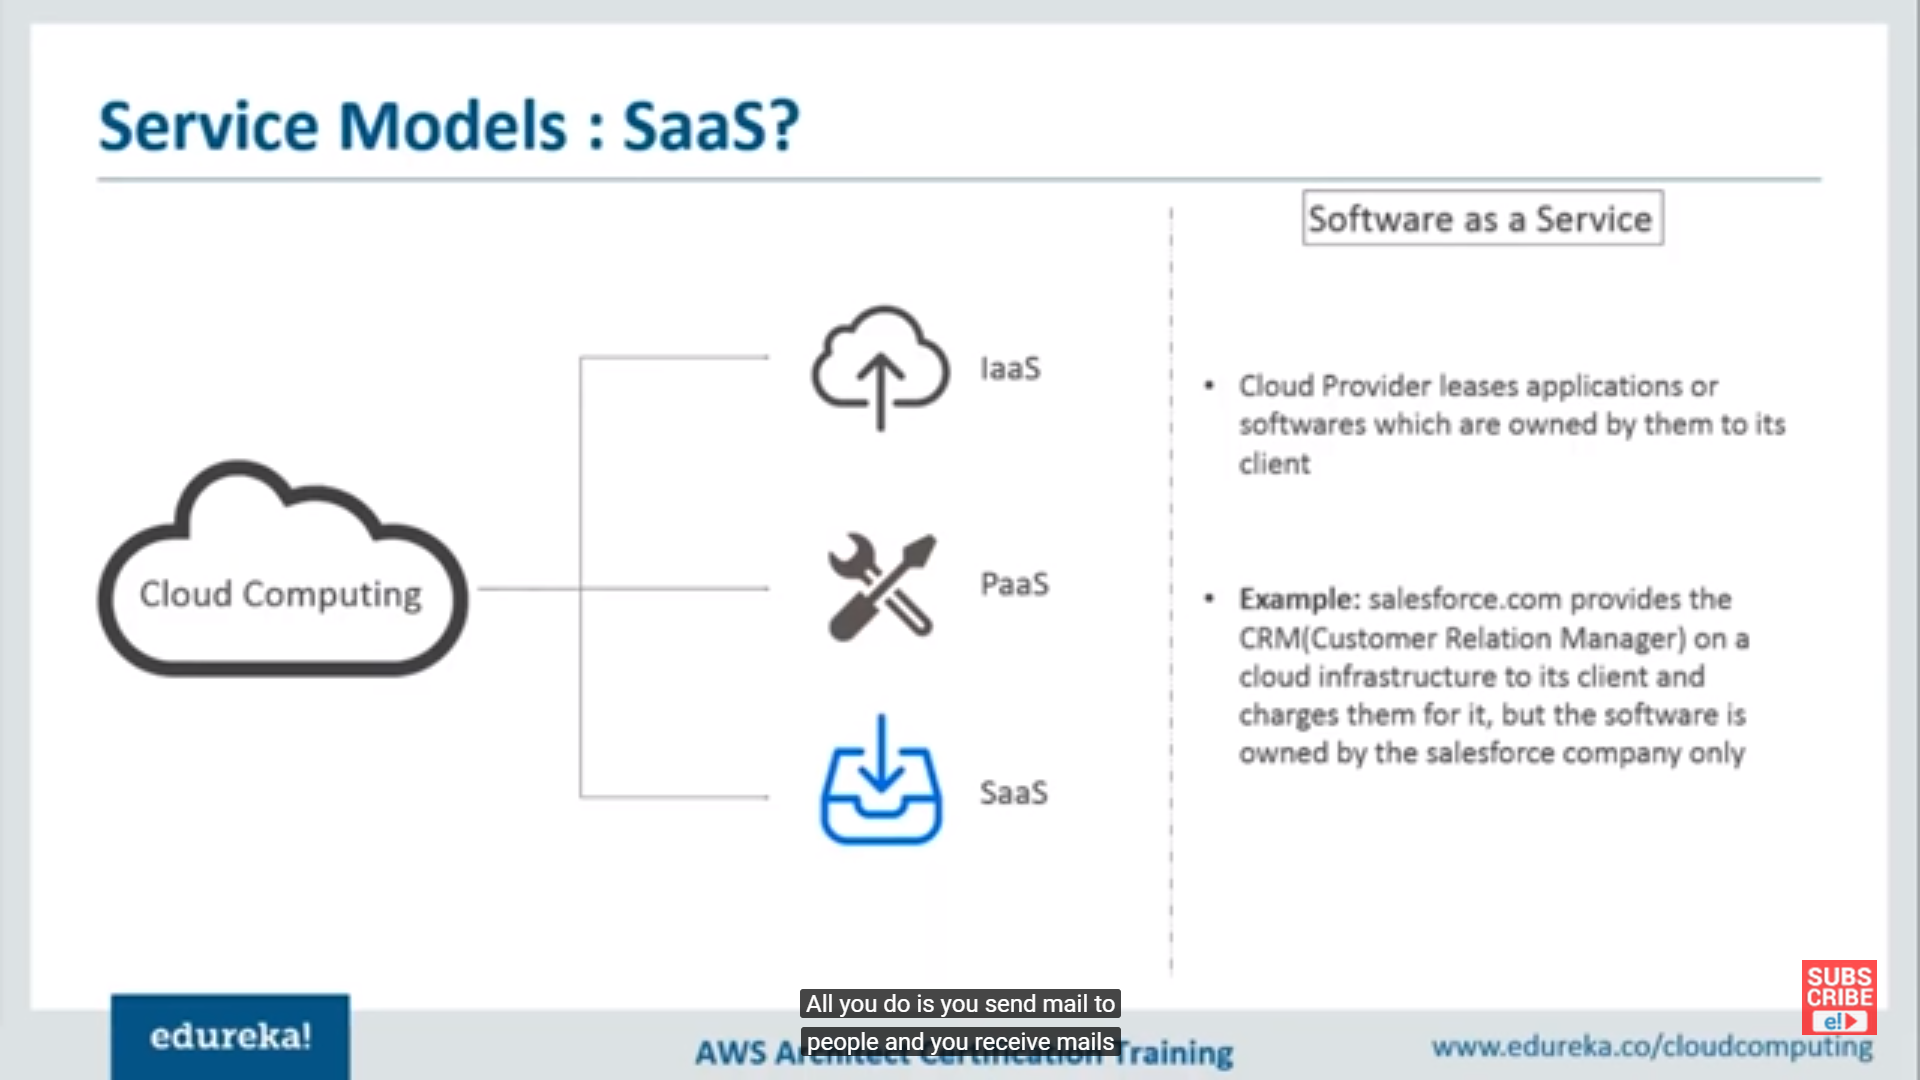 Service Models : SaaS?
Software as a Service
Cloud Computing
IaaS
PaaS
SaaS
• Cloud Provider leases applications or
softwares which are owned by them to its
client
• Example: salesforce.com provides the
CRM(Customer Relation Manager) on a
cloud infrastructure to its client and
charges them for it, but the software is
owned by the salesforce company only
SUBS
CRIBE
e!
edureka!
All you do is you send mail to
people and you receive mails
AWS Architect Certification Training
www.edureka.co/cloudcomputing